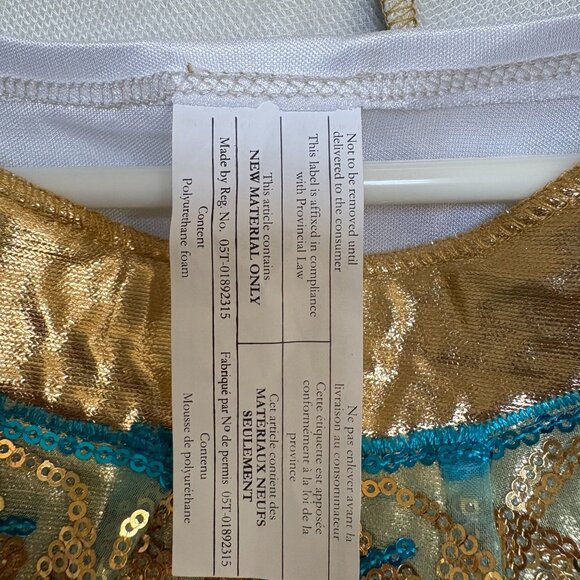 Not to be removed until
delivered to the consumer
This label is affixed in compliance
with Provincial Law
This article contains
NEW MATERIAL ONLY
Made by Reg. No. 05T-01892315
Content
Polyurethane foam
Ne pas enlever avant la
livraison au consommateur
Cette étiquette est apposée
conformément à la loi de la
province
Cet article contient des
MATERIAUX NEUFS
SEULEMENT
Fabriqué par No de permis 05T-01892315
Contenu
Mousse de polyuréthane